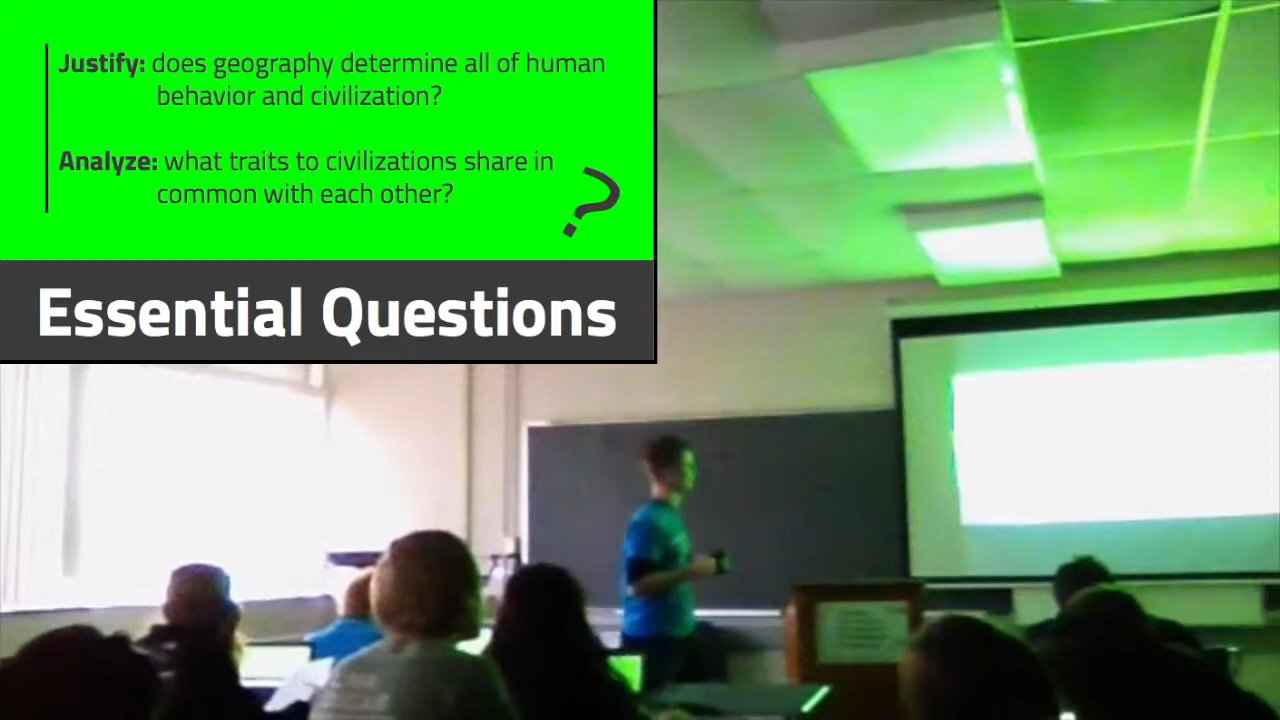 Justify: does geography determine all of human
behavior and civilization?
Analyze: what traits to civilizations share in
common with each other?
?
Essential Questions